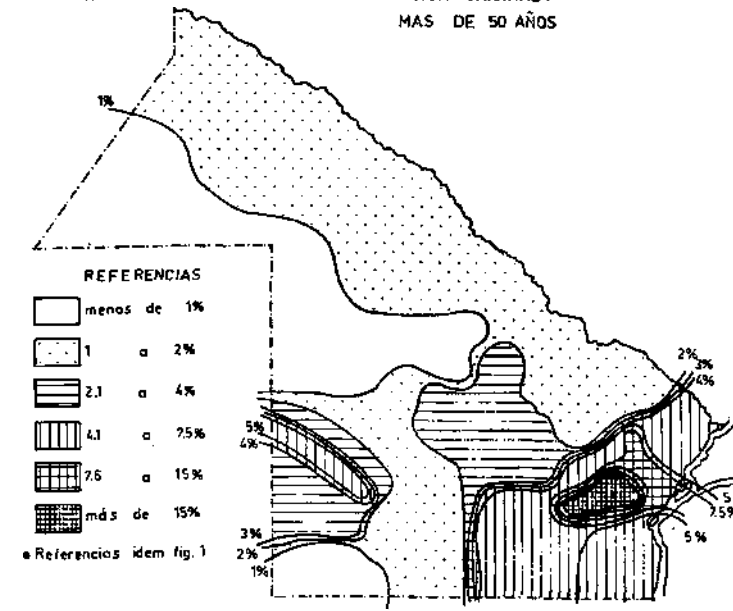 MAS DE 50 AÑOS
1%
REFERENCIAS
menos de 1%
1 a 2%
2.1 a 4%
4.1 a 7.5%
7.6 a 15%
más de 15%
Referencias idem fig. 1
5%
4%
3%
2%
1%
2%
3%
4%
5
7.5%
5%